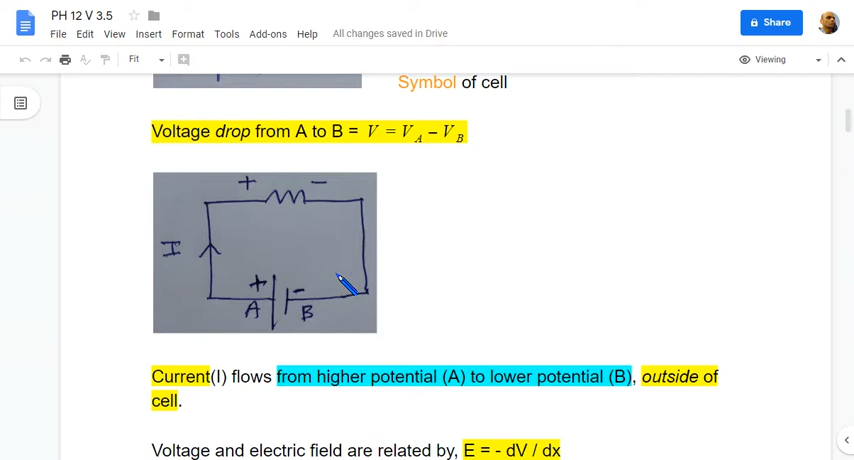 PH 12 V 3.5
File Edit View Insert Format Tools Add-ons Help All changes saved in Drive
Share
Fit
Viewing
Symbol of cell
Voltage drop from A to B = V = V_A – V_B
+ –
I
+ –
A B
Current(I) flows from higher potential (A) to lower potential (B), outside of
cell.
Voltage and electric field are related by, E = - dV / dx